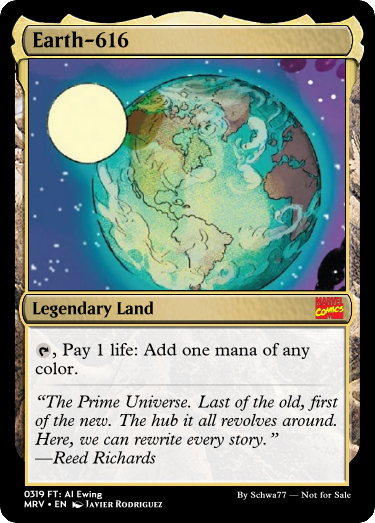 Earth-616
Legendary Land
MARVEL
COMICS
, Pay 1 life: Add one mana of any
color.
“The Prime Universe. Last of the old, first
of the new. The hub it all revolves around.
Here, we can rewrite every story.”
—Reed Richards
0319 FT: Al Ewing
MRV • EN Javier Rodriguez
By Schwa77 — Not for Sale